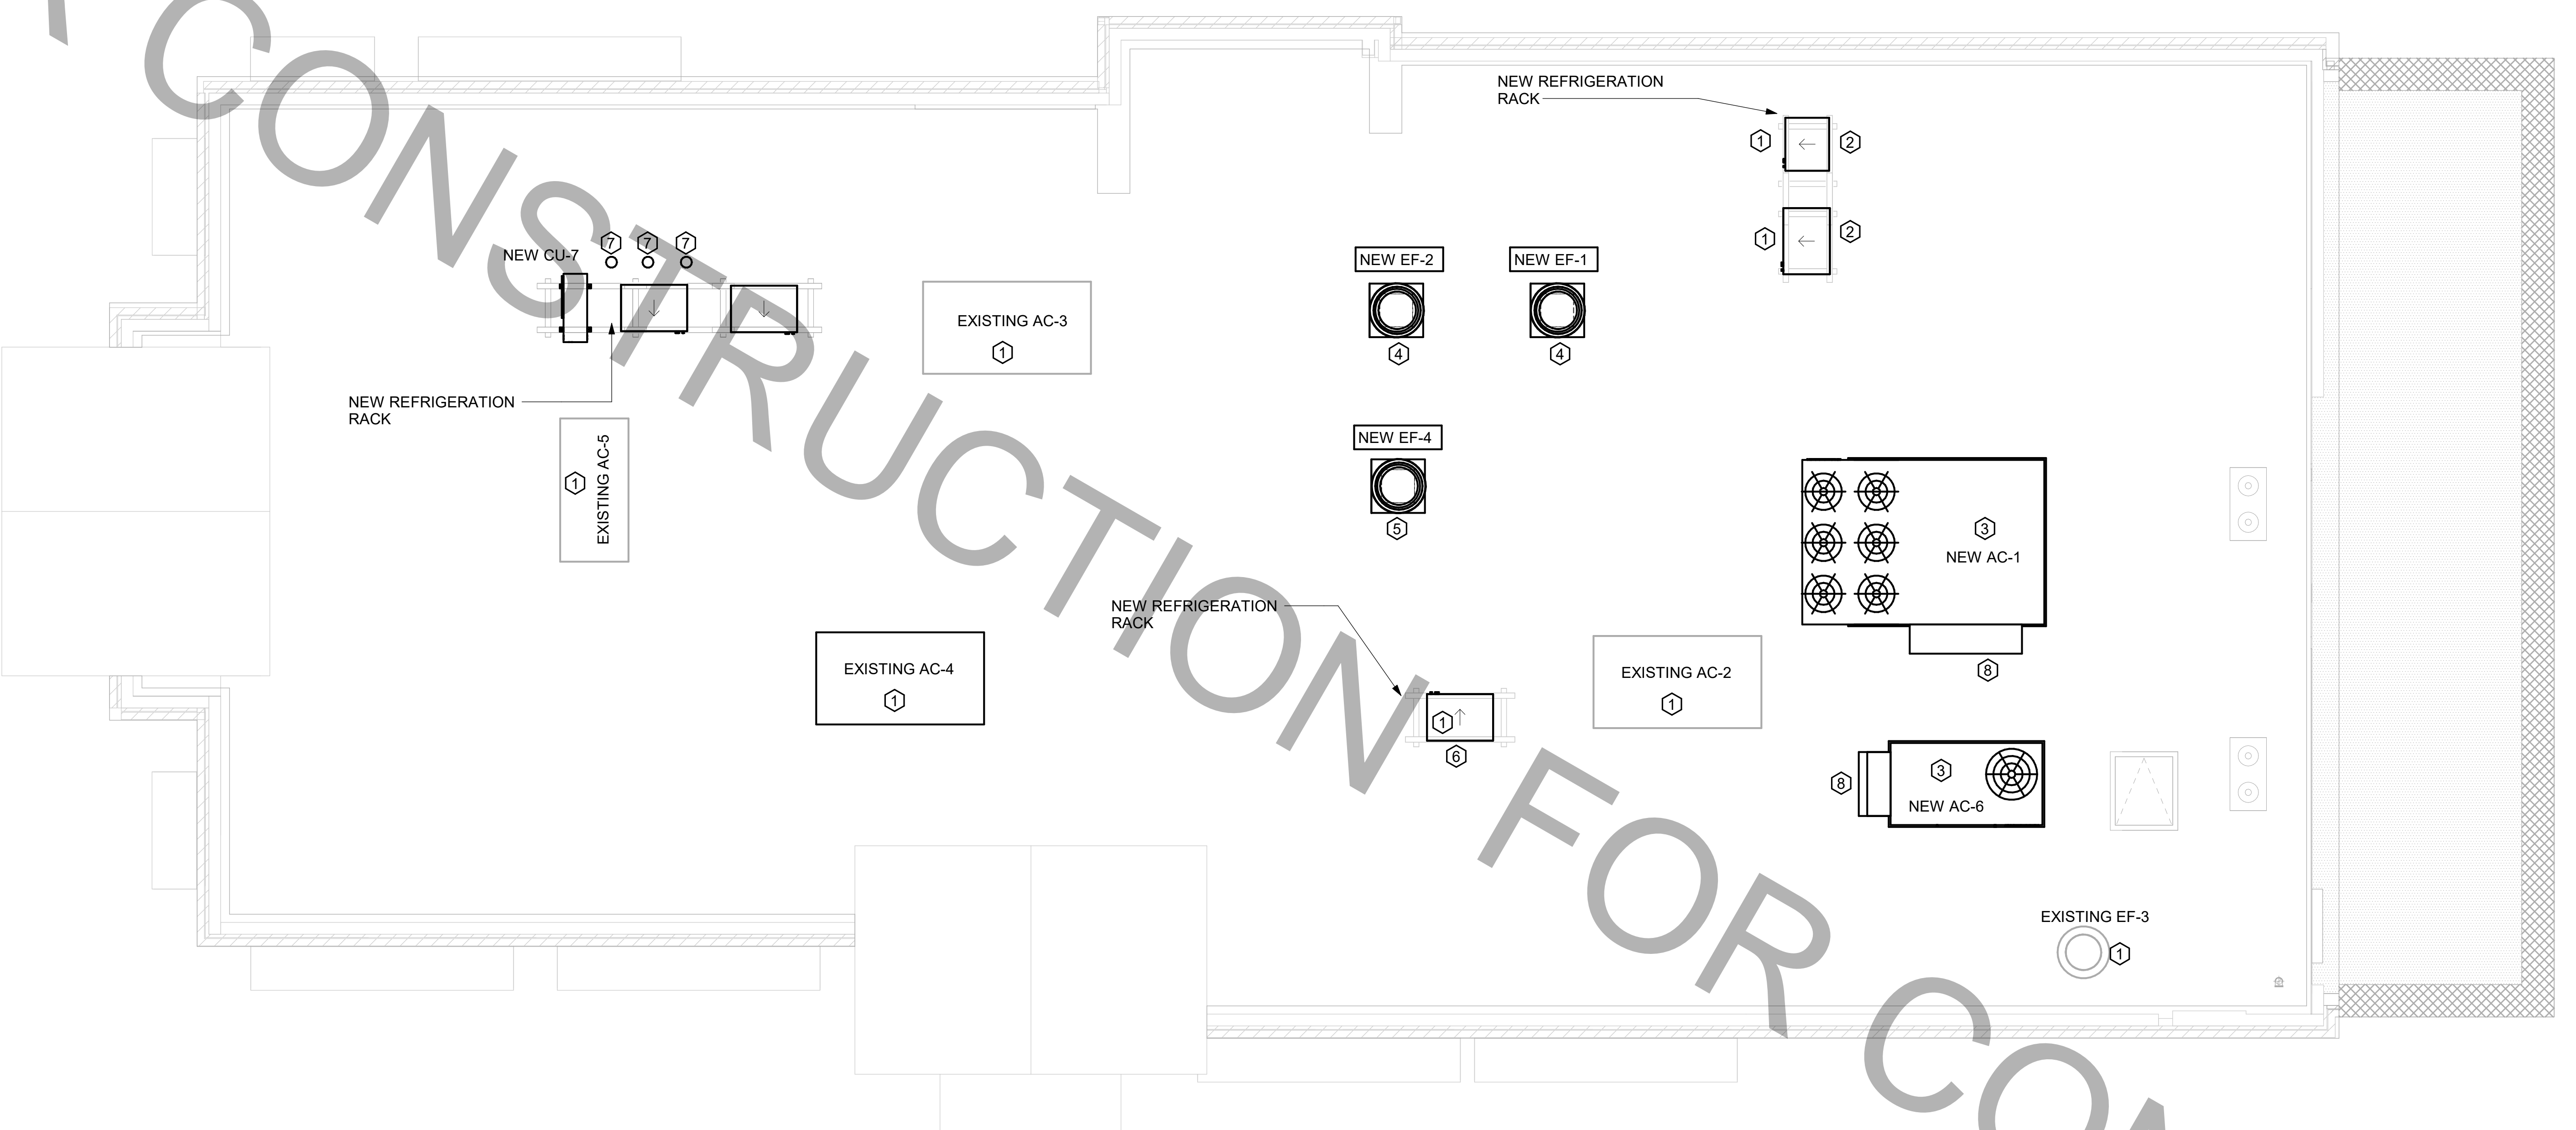 CONSTRUCTION FOR CO
NEW REFRIGERATION
RACK
1
2
1
2
NEW CU-7
7
7
7
NEW EF-2
NEW EF-1
4
4
EXISTING AC-3
1
NEW REFRIGERATION
RACK
EXISTING AC-5
1
NEW EF-4
5
3
NEW AC-1
8
NEW REFRIGERATION
RACK
EXISTING AC-4
1
EXISTING AC-2
1
1
6
8
3
NEW AC-6
EXISTING EF-3
1